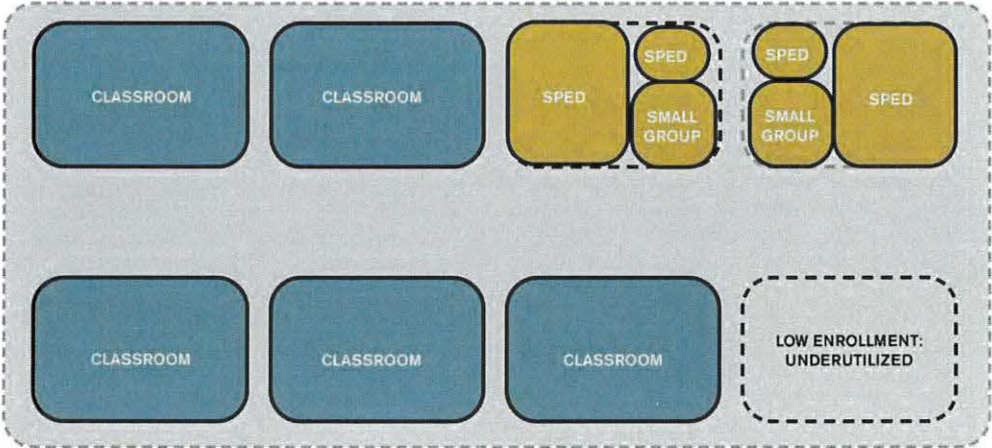 CLASSROOM
CLASSROOM
SPED
SPED
SMALL
GROUP
SPED
SMALL
GROUP
SPED
CLASSROOM
CLASSROOM
CLASSROOM
LOW ENROLLMENT:
UNDERUTILIZED